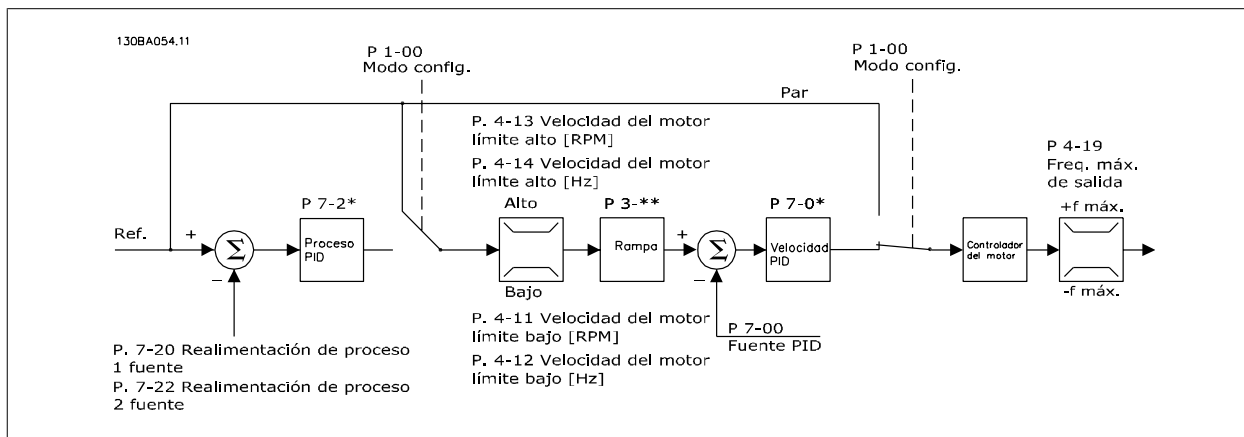 130BA054.11
P 1-00
Modo config.
P 1-00
Modo config.
Par
P. 4-13 Velocidad del motor
límite alto [RPM]
P. 4-14 Velocidad del motor
límite alto [Hz]
P 4-19
Freq. máx.
de salida
P 7-2*
Alto
P 3-**
P 7-0*
+f máx.
Ref.
+
Σ
Proceso
PID
Rampa
+
Σ
Velocidad
PID
Controlador
del motor
−
Bajo
−
-f máx.
P. 4-11 Velocidad del motor
límite bajo [RPM]
P. 4-12 Velocidad del motor
límite bajo [Hz]
P 7-00
Fuente PID
P. 7-20 Realimentación de proceso
1 fuente
P. 7-22 Realimentación de proceso
2 fuente